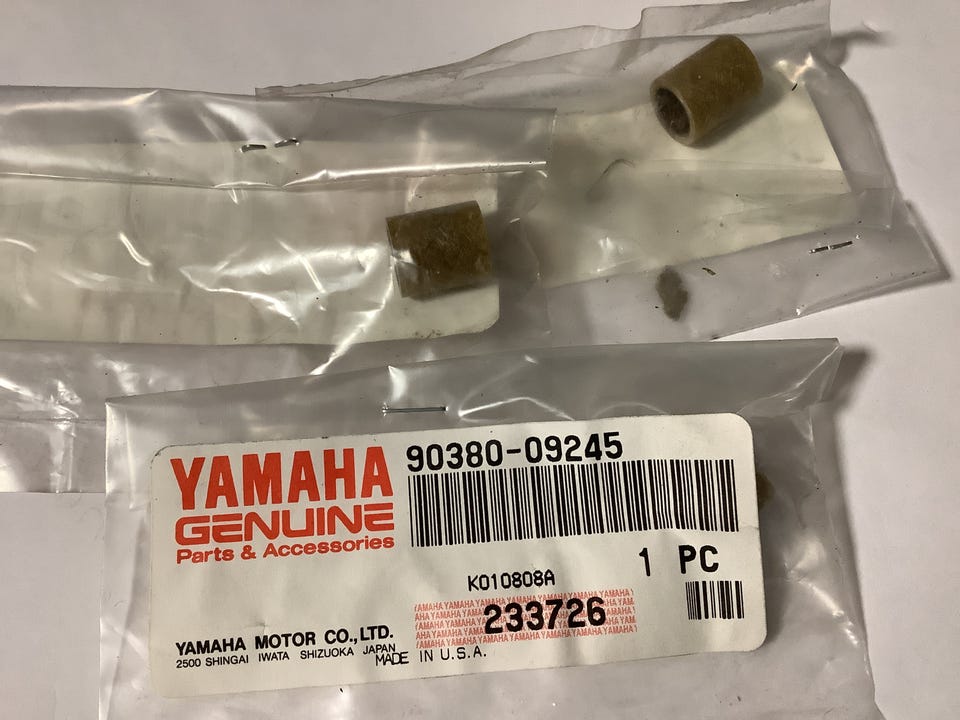 YAMAHA
GENUINE
Parts & Accessories
90380-09245
1 PC
K010808A
233726
YAMAHA MOTOR CO.,LTD.
2500 SHINGAI IWATA SHIZUOKA JAPAN
MADE IN U.S.A.